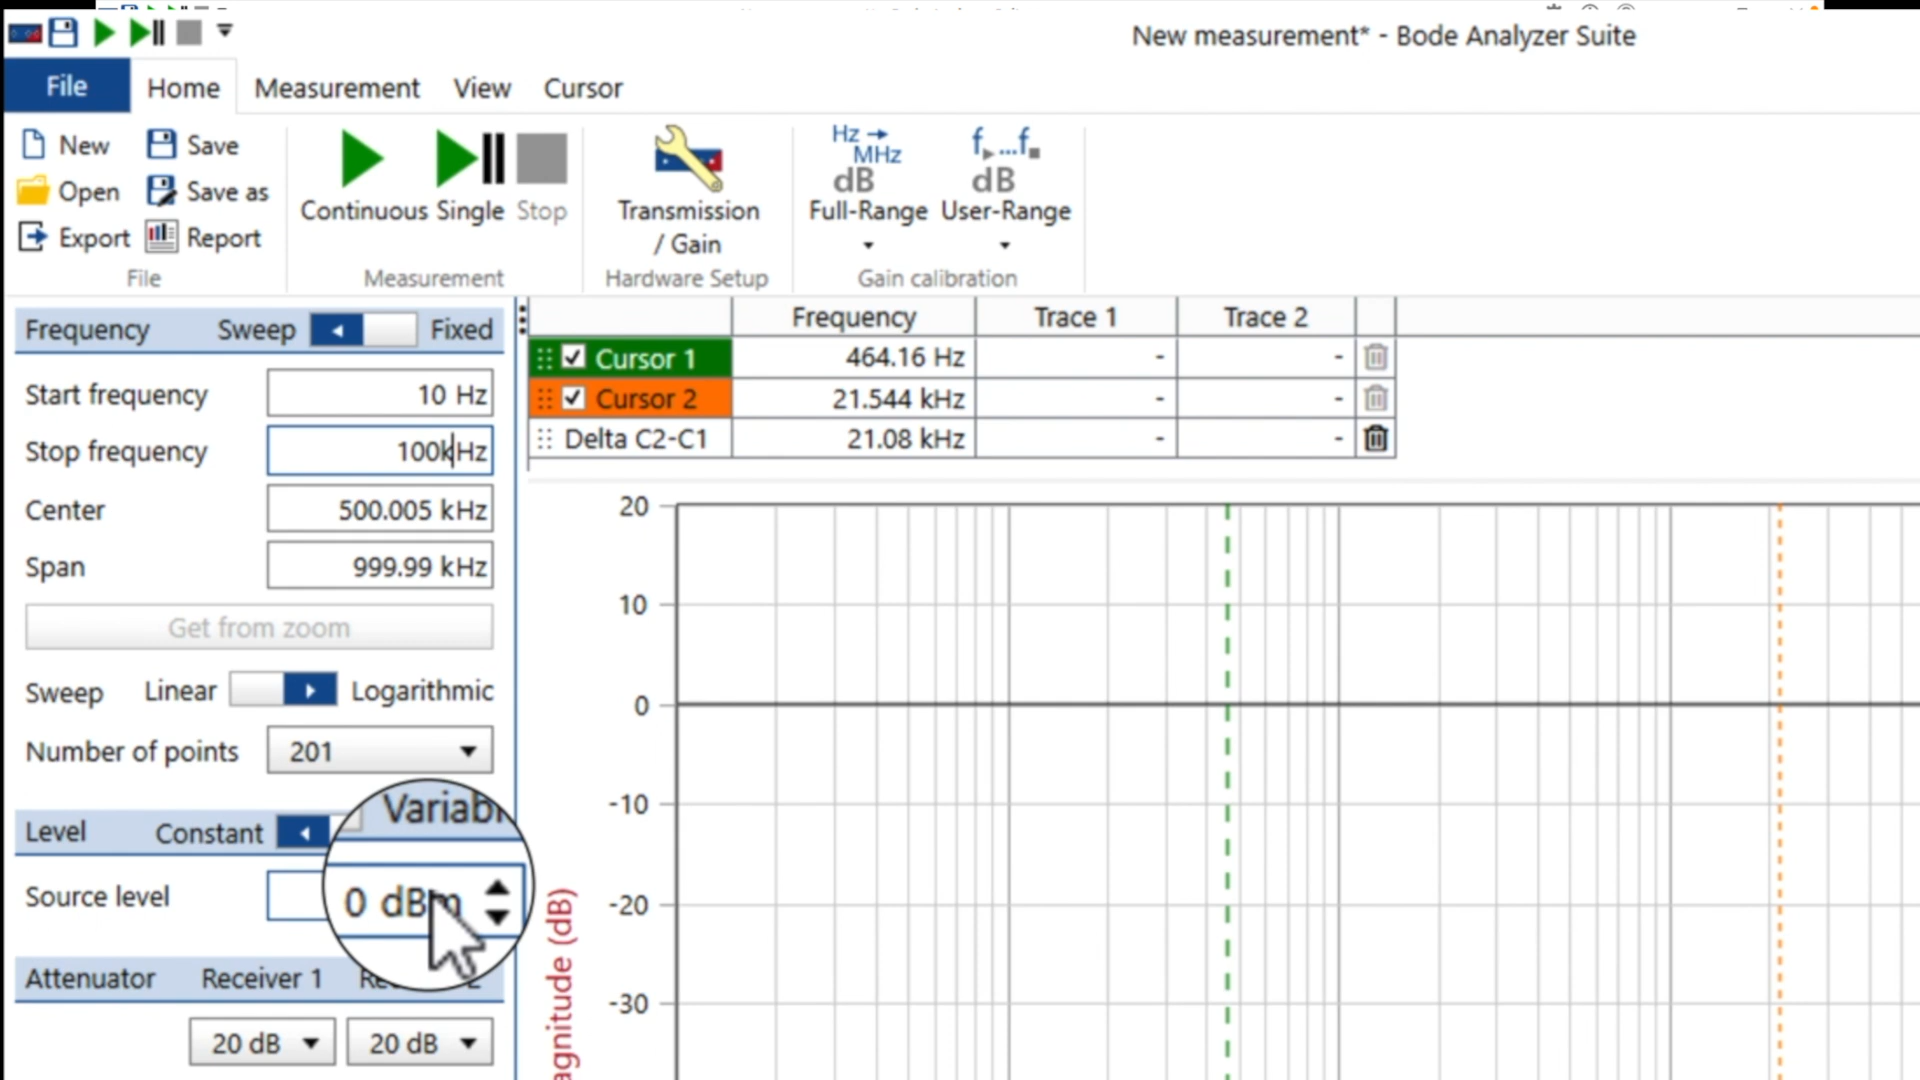 New measurement* - Bode Analyzer Suite
File Home Measurement View Cursor
New Save
Open Save as
Export Report
File
Continuous Single Stop
Measurement
Transmission
/ Gain
Hardware Setup
Hz
MHz
dB
Full-Range
f ...f
dB
User-Range
Gain calibration
Frequency Sweep Fixed
Start frequency 10 Hz
Stop frequency 100kHz
Center 500.005 kHz
Span 999.99 kHz
Get from zoom
Sweep Linear Logarithmic
Number of points 201
Level Constant
Source level 0 dBm
Attenuator Receiver 1
20 dB 20 dB
Frequency Trace 1 Trace 2
Cursor 1 464.16 Hz - -
Cursor 2 21.544 kHz - -
Delta C2-C1 21.08 kHz - -
20
10
0
-10
-20
-30
(dB)